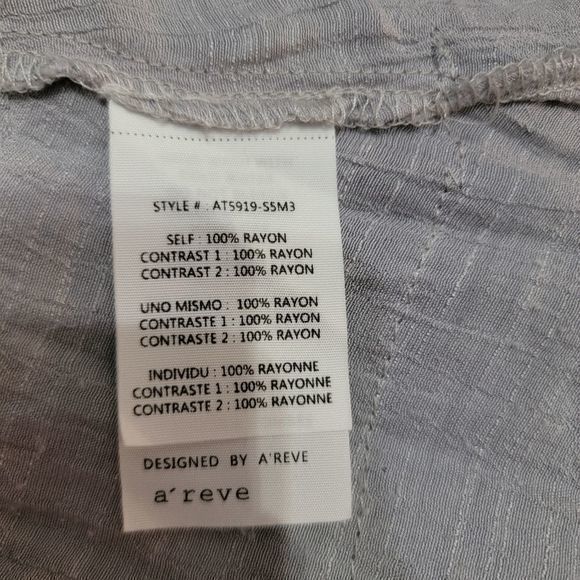 STYLE # : AT5919-S5M3
SELF : 100% RAYON
CONTRAST 1 : 100% RAYON
CONTRAST 2 : 100% RAYON
UNO MISMO : 100% RAYON
CONTRASTE 1 : 100% RAYON
CONTRASTE 2 : 100% RAYON
INDIVIDU : 100% RAYONNE
CONTRASTE 1 : 100% RAYONNE
CONTRASTE 2 : 100% RAYONNE
DESIGNED BY A'REVE
a´reve